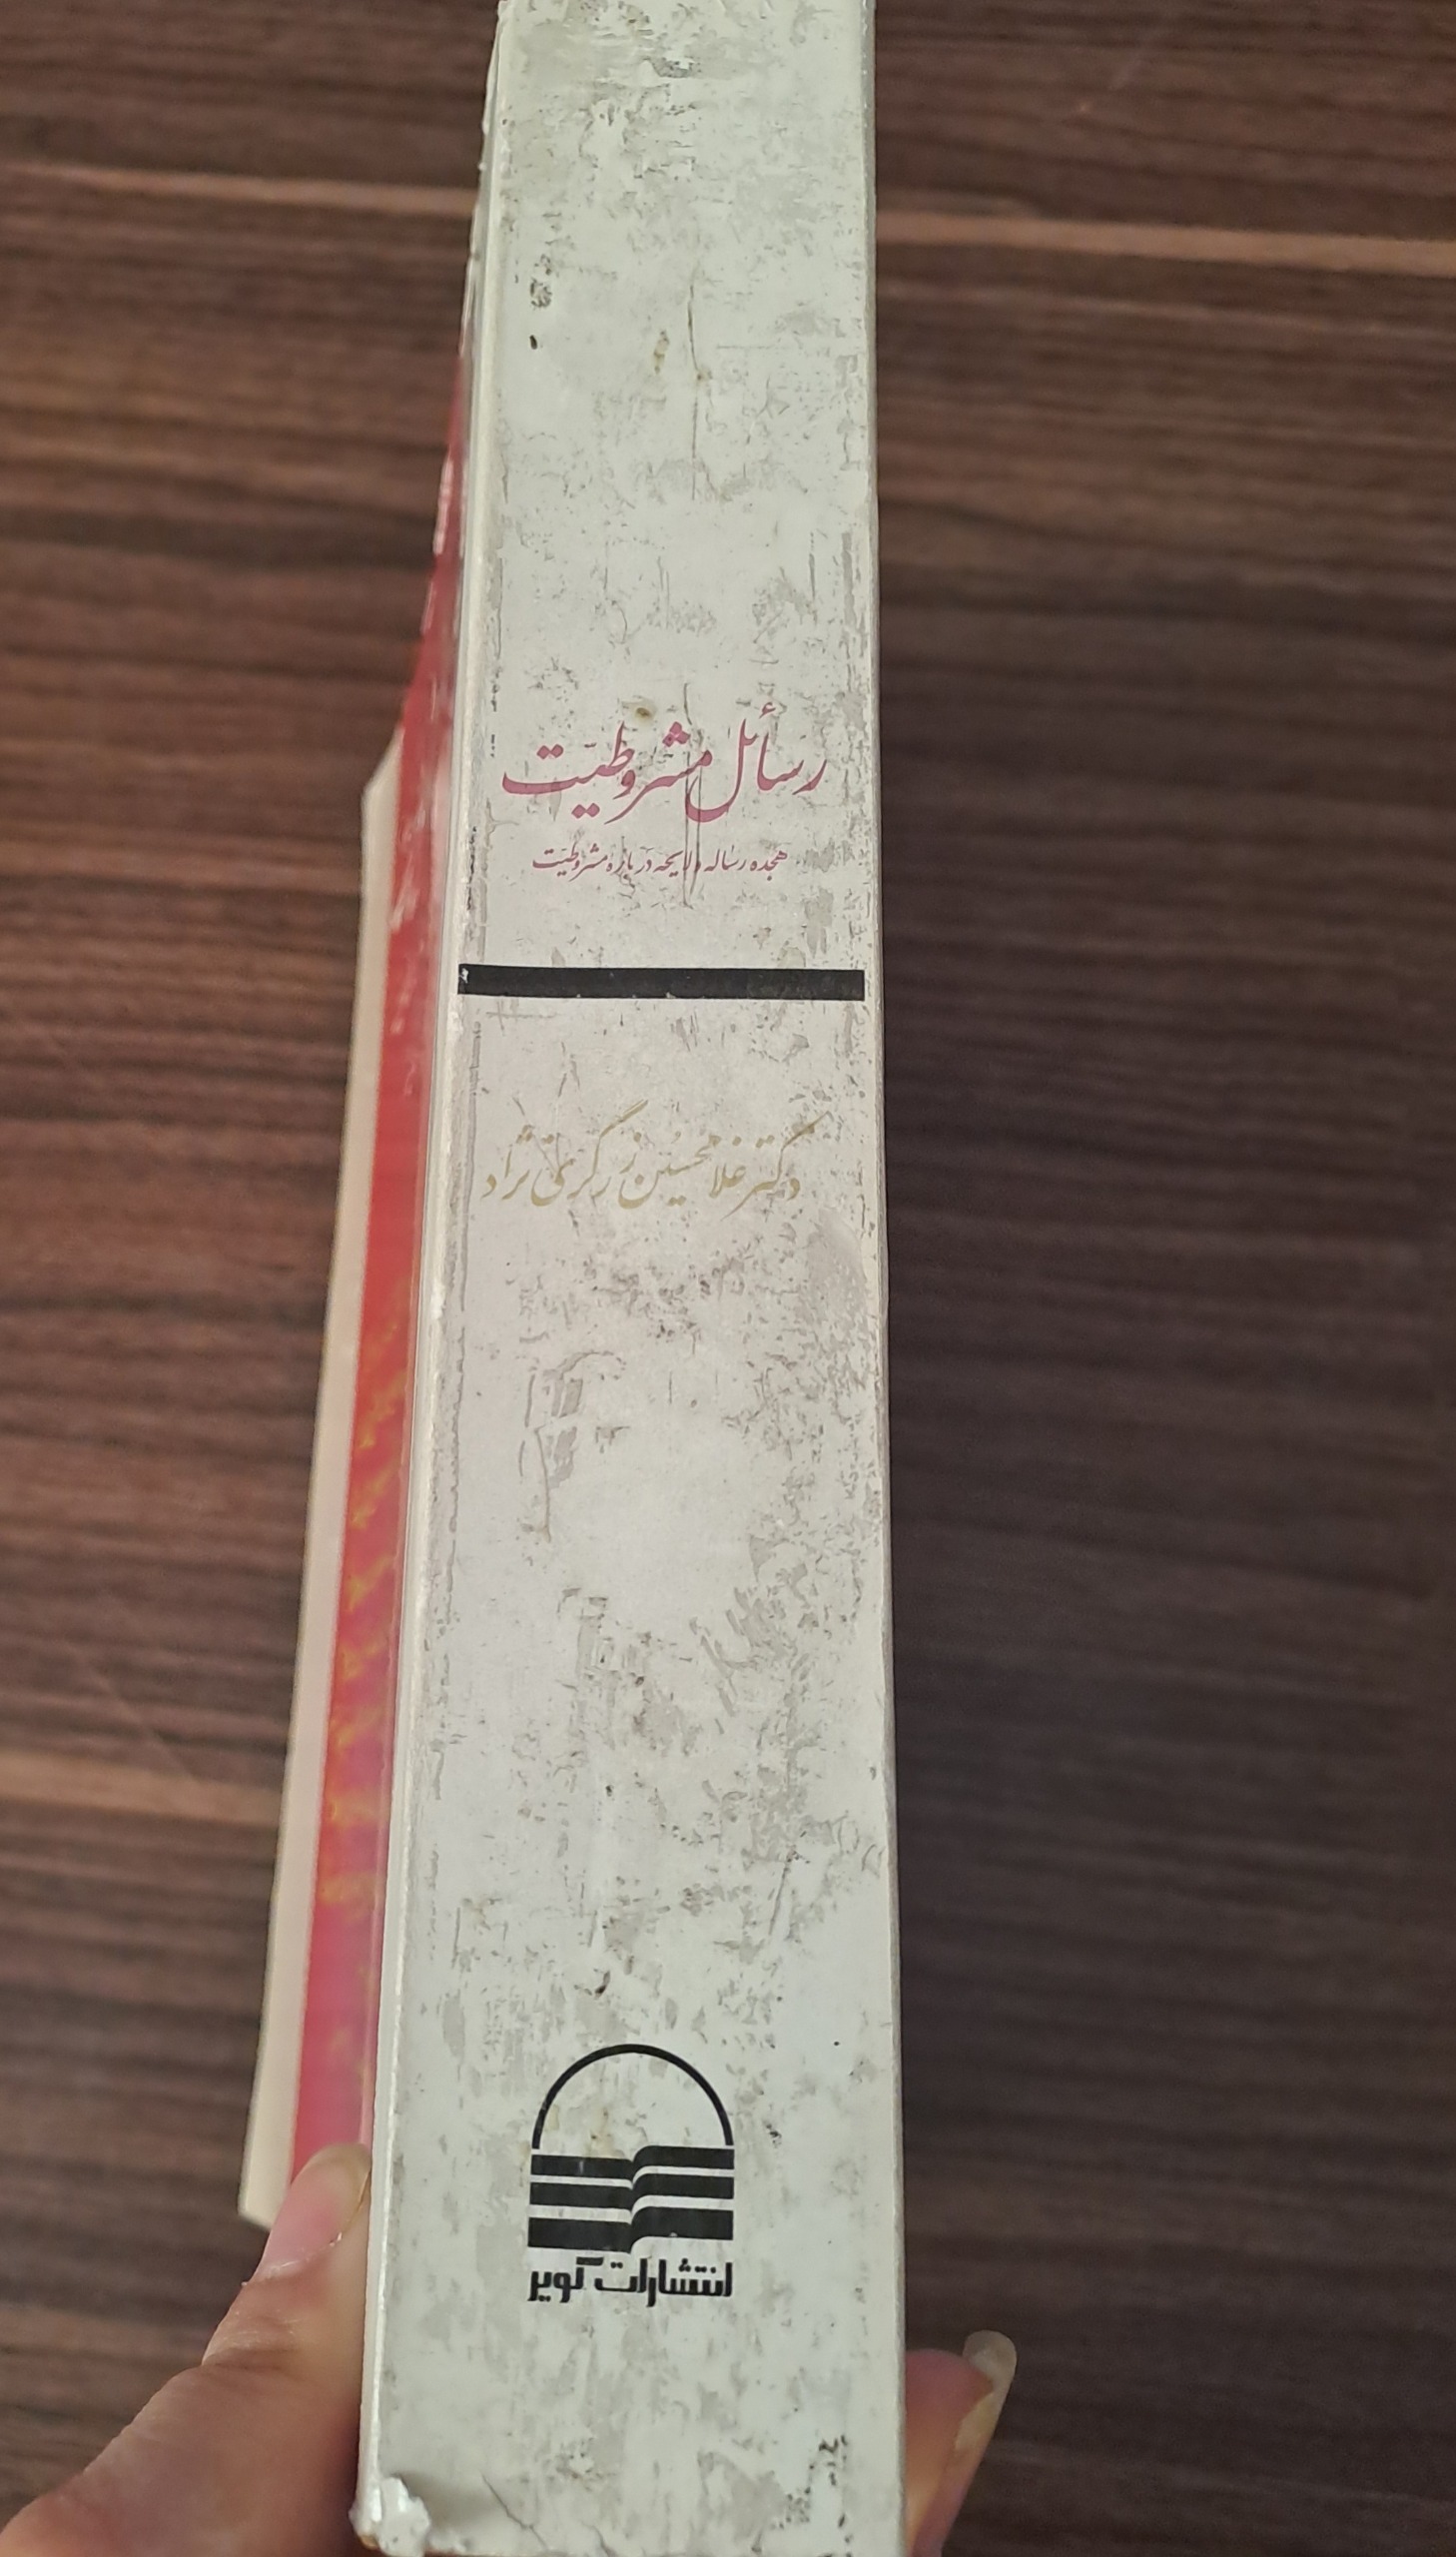 رسائل مشروطیت
هجده رساله و لایحه درباره مشروطیت
دکتر غلامحسین زرگری نژاد
انتشارات کویر